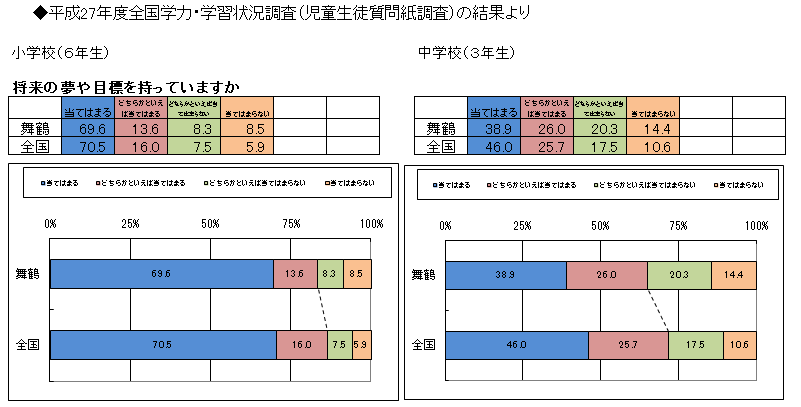 ◆平成27年度全国学力・学習状況調査(児童生徒質問紙調査)の結果より
小学校(6年生)
中学校(3年生)
将来の夢や目標を持っていますか
当てはまる どちらかといえば当てはまる どちらかといえば当てはまらない 当てはまらない
舞鶴 69.6 13.6 8.3 8.5
全国 70.5 16.0 7.5 5.9
当てはまる どちらかといえば当てはまる どちらかといえば当てはまらない 当てはまらない
舞鶴 38.9 26.0 20.3 14.4
全国 46.0 25.7 17.5 10.6
当てはまる どちらかといえば当てはまる どちらかといえば当てはまらない 当てはまらない
0% 25% 50% 75% 100%
舞鶴 69.6 13.6 8.3 8.5
全国 70.5 16.0 7.5 5.9
当てはまる どちらかといえば当てはまる どちらかといえば当てはまらない 当てはまらない
0% 25% 50% 75% 100%
舞鶴 38.9 26.0 20.3 14.4
全国 46.0 25.7 17.5 10.6